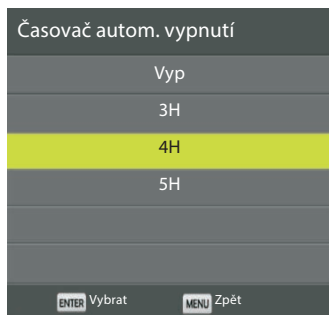 Časovač autom. vypnutí
Vyp
3H
4H
5H
ENTER Vybrat MENU Zpět